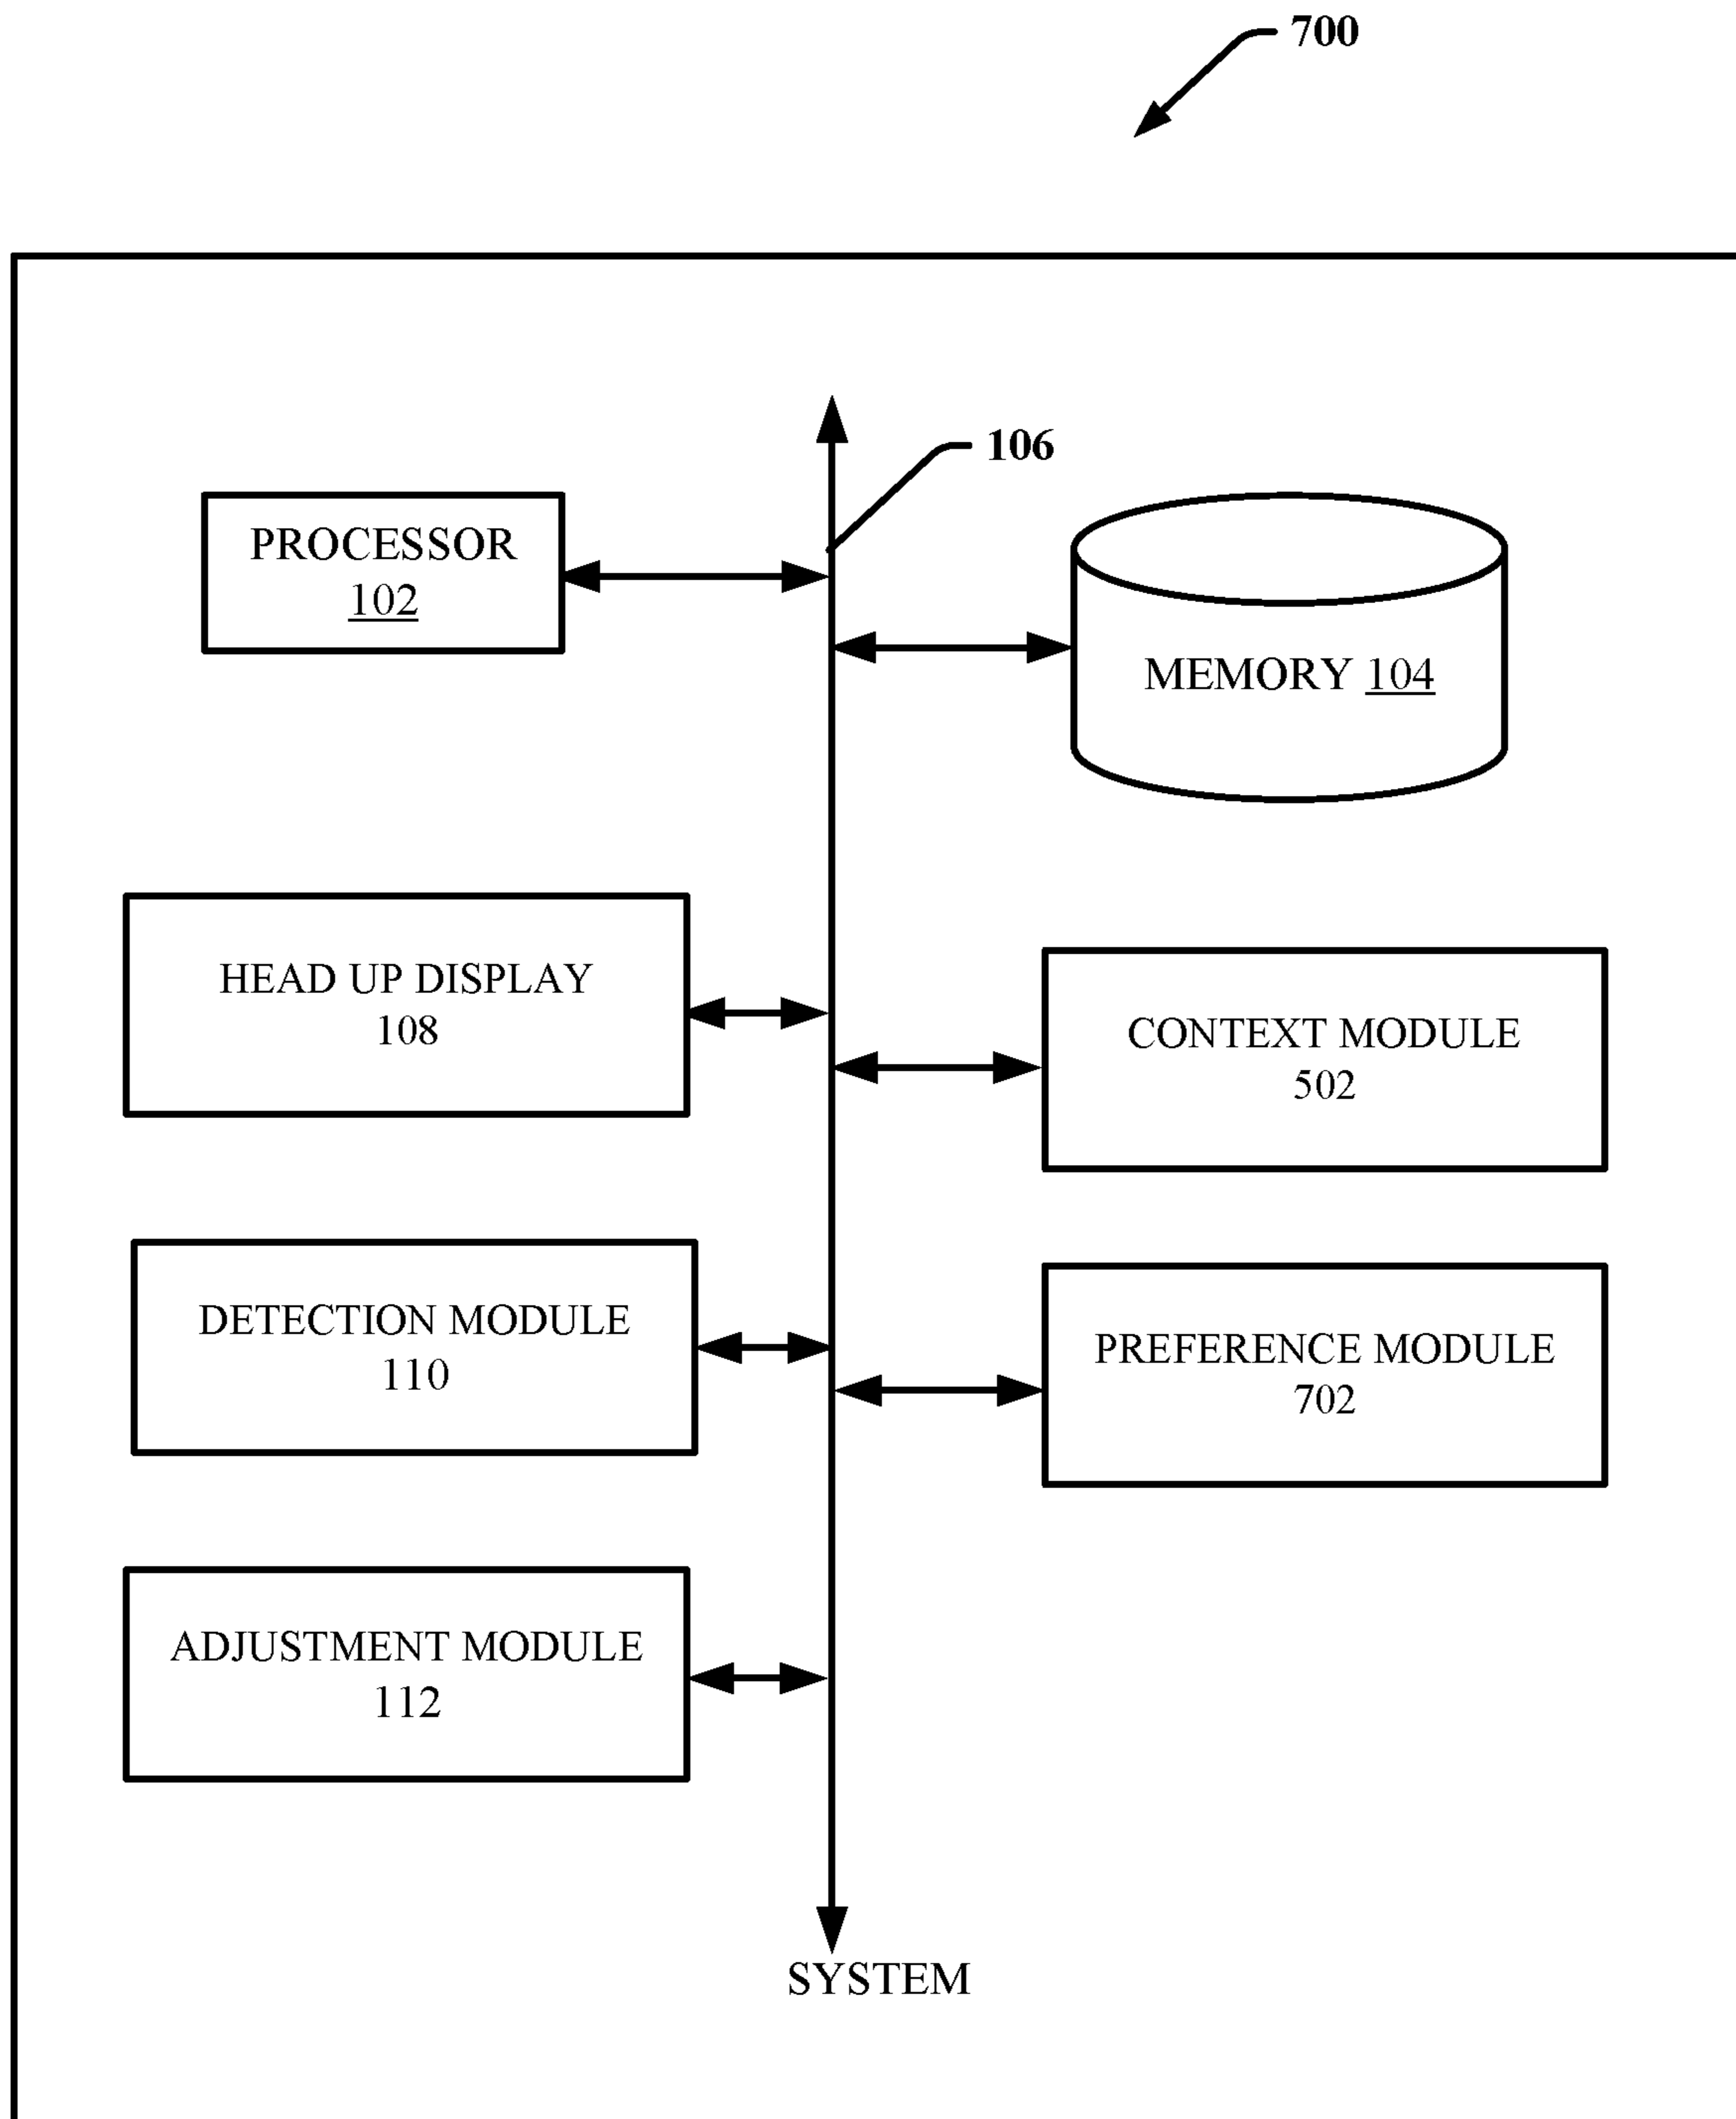 700
106
PROCESSOR
102
MEMORY 104
HEAD UP DISPLAY
108
CONTEXT MODULE
502
DETECTION MODULE
110
PREFERENCE MODULE
702
ADJUSTMENT MODULE
112
SYSTEM